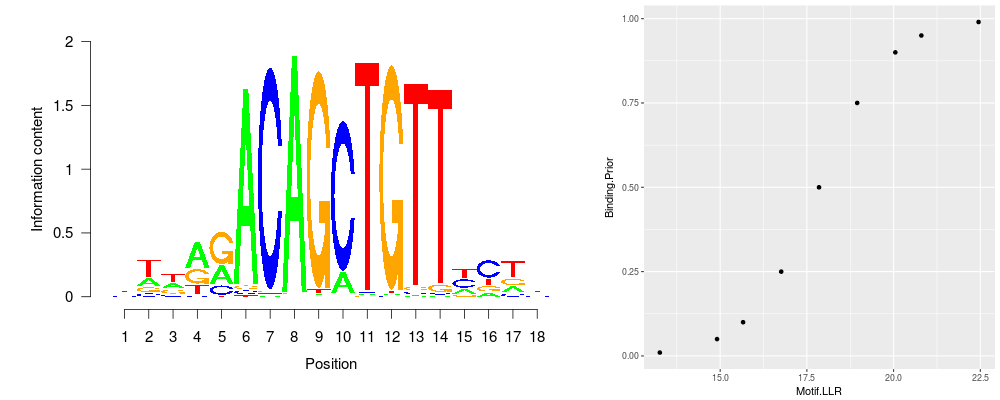 2
1.5
1
0.5
0
Information content
1 2 3 4 5 6 7 8 9 10 11 12 13 14 15 16 17 18
Position
T T A G A C A G C T G T T T C T
1.00
0.75
0.50
0.25
0.00
Binding.Prior
15.0 17.5 20.0 22.5
Motif.LLR